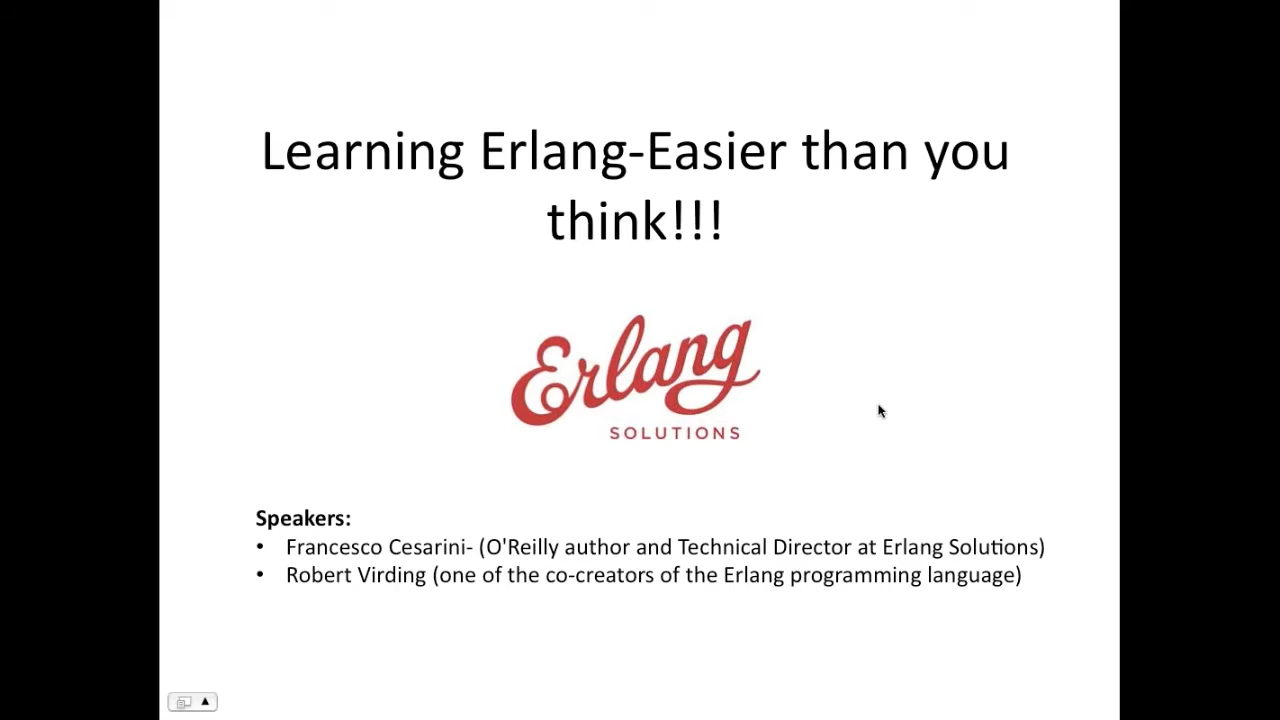 Learning Erlang-Easier than you
think!!!
Erlang
SOLUTIONS
Speakers:
• Francesco Cesarini- (O'Reilly author and Technical Director at Erlang Solutions)
• Robert Virding (one of the co-creators of the Erlang programming language)